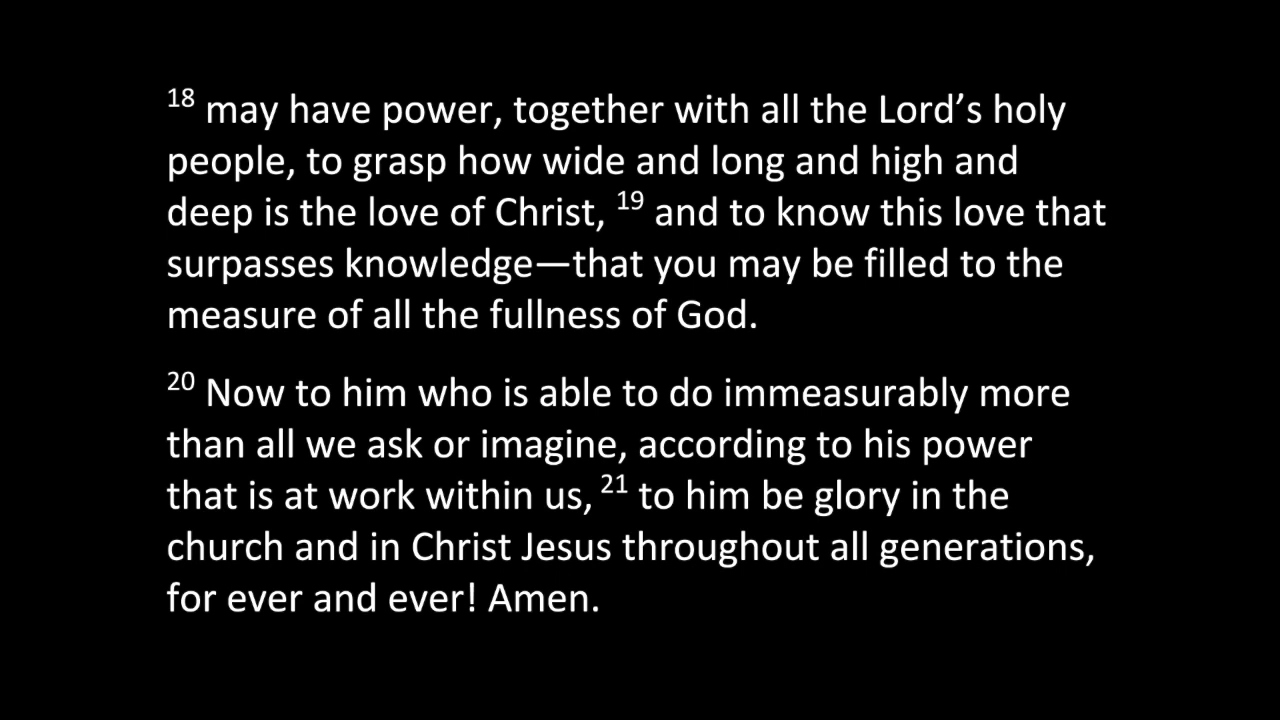 18 may have power, together with all the Lord’s holy
people, to grasp how wide and long and high and
deep is the love of Christ, 19 and to know this love that
surpasses knowledge—that you may be filled to the
measure of all the fullness of God.
20 Now to him who is able to do immeasurably more
than all we ask or imagine, according to his power
that is at work within us, 21 to him be glory in the
church and in Christ Jesus throughout all generations,
for ever and ever! Amen.